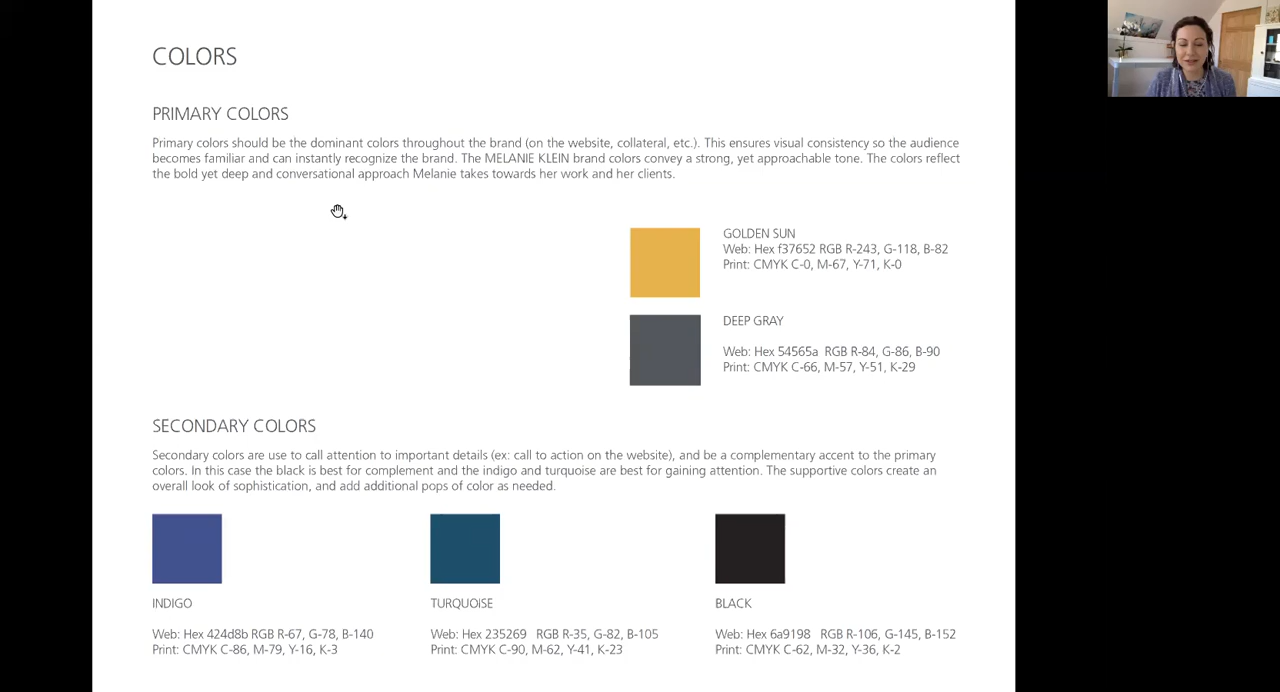 COLORS
PRIMARY COLORS
Primary colors should be the dominant colors throughout the brand (on the website, collateral, etc.). This ensures visual consistency so the audience
becomes familiar and can instantly recognize the brand. The MELANIE KLEIN brand colors convey a strong, yet approachable tone. The colors reflect
the bold yet deep and conversational approach Melanie takes towards her work and her clients.
GOLDEN SUN
Web: Hex f37652 RGB R-243, G-118, B-82
Print: CMYK C-0, M-67, Y-71, K-0
DEEP GRAY
Web: Hex 54565a RGB R-84, G-86, B-90
Print: CMYK C-66, M-57, Y-51, K-29
SECONDARY COLORS
Secondary colors are use to call attention to important details (ex: call to action on the website), and be a complementary accent to the primary
colors. In this case the black is best for complement and the indigo and turquoise are best for gaining attention. The supportive colors create an
overall look of sophistication, and add additional pops of color as needed.
INDIGO
Web: Hex 424d8b RGB R-67, G-78, B-140
Print: CMYK C-86, M-79, Y-16, K-3
TURQUOISE
Web: Hex 235269 RGB R-35, G-82, B-105
Print: CMYK C-90, M-62, Y-41, K-23
BLACK
Web: Hex 6a9198 RGB R-106, G-145, B-152
Print: CMYK C-62, M-32, Y-36, K-2